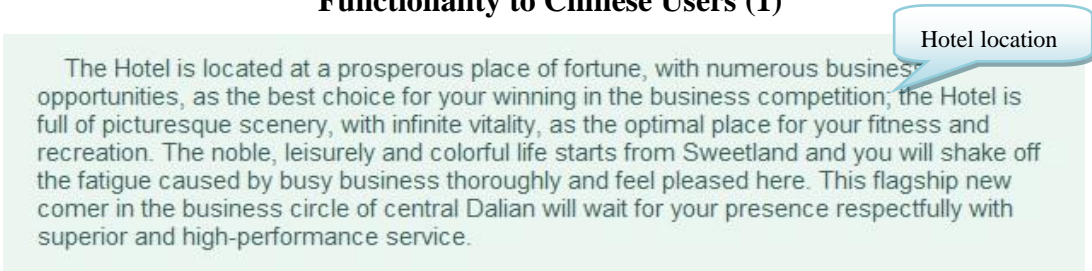 Functionality to Chinese Users (1)
Hotel location
The Hotel is located at a prosperous place of fortune, with numerous business
opportunities, as the best choice for your winning in the business competition; the Hotel is
full of picturesque scenery, with infinite vitality, as the optimal place for your fitness and
recreation. The noble, leisurely and colorful life starts from Sweetland and you will shake off
the fatigue caused by busy business thoroughly and feel pleased here. This flagship new
comer in the business circle of central Dalian will wait for your presence respectfully with
superior and high-performance service.